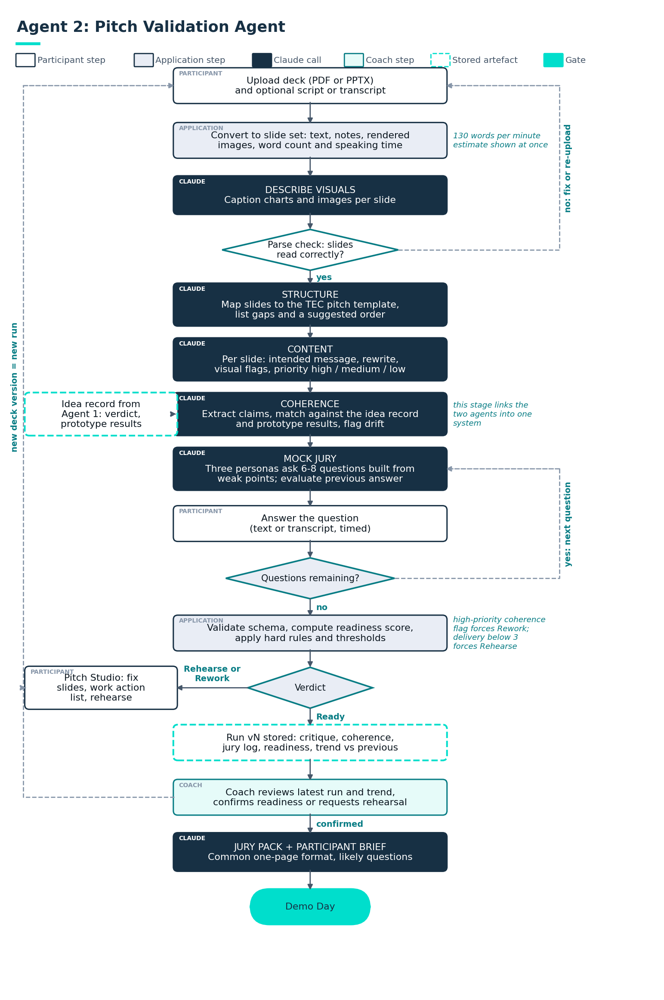 Agent 2: Pitch Validation Agent
Participant step
Application step
Claude call
Coach step
Stored artefact
Gate
PARTICIPANT
Upload deck (PDF or PPTX)
and optional script or transcript
APPLICATION
Convert to slide set: text, notes, rendered
images, word count and speaking time
130 words per minute
estimate shown at once
no: fix or re-upload
CLAUDE
DESCRIBE VISUALS
Caption charts and images per slide
Parse check: slides
read correctly?
yes
CLAUDE
STRUCTURE
Map slides to the TEC pitch template,
list gaps and a suggested order
new deck version = new run
CLAUDE
CONTENT
Per slide: intended message, rewrite,
visual flags, priority high / medium / low
Idea record from
Agent 1: verdict,
prototype results
CLAUDE
COHERENCE
Extract claims, match against the idea record
and prototype results, flag drift
this stage links the
two agents into one
system
CLAUDE
MOCK JURY
Three personas ask 6-8 questions built from
weak points; evaluate previous answer
yes: next question
PARTICIPANT
Answer the question
(text or transcript, timed)
Questions remaining?
no
APPLICATION
Validate schema, compute readiness score,
apply hard rules and thresholds
high-priority coherence
flag forces Rework;
delivery below 3
forces Rehearse
PARTICIPANT
Pitch Studio: fix
slides, work action
list, rehearse
Rehearse or
Rework
Verdict
Ready
Run vN stored: critique, coherence,
jury log, readiness, trend vs previous
COACH
Coach reviews latest run and trend,
confirms readiness or requests rehearsal
confirmed
CLAUDE
JURY PACK + PARTICIPANT BRIEF
Common one-page format, likely questions
Demo Day